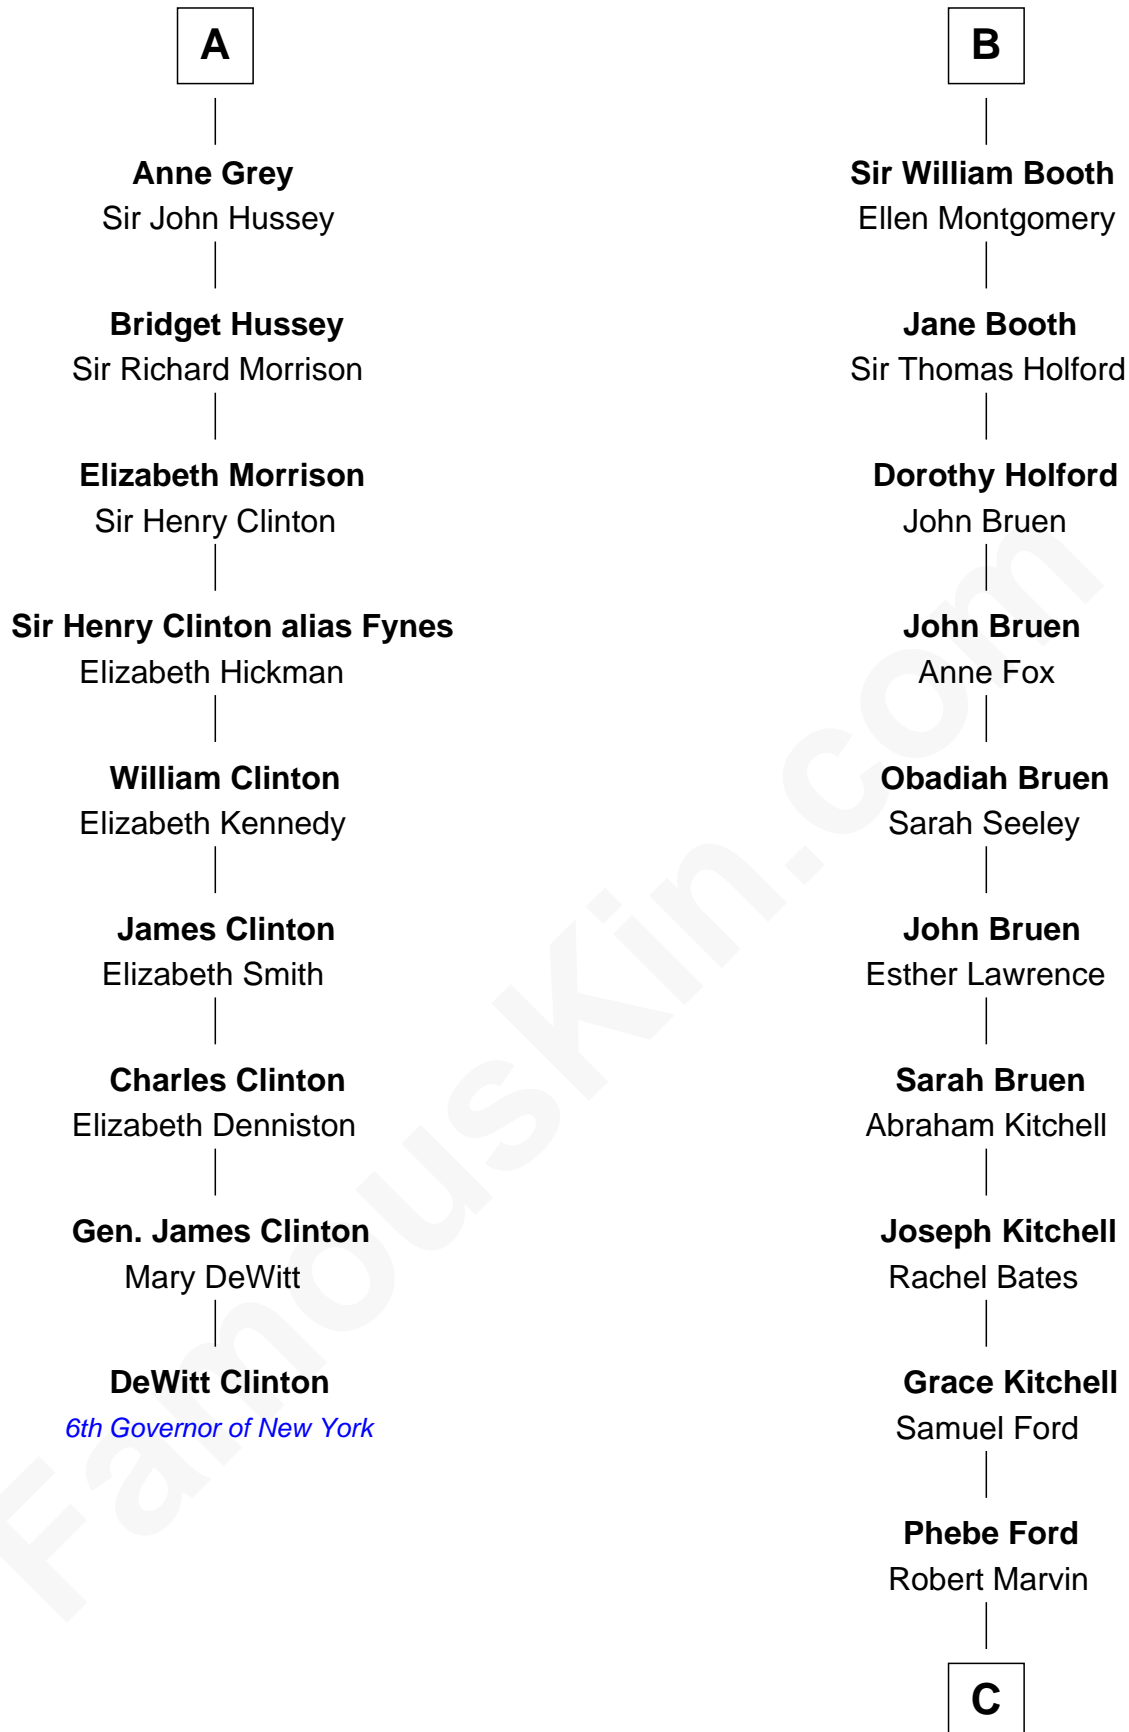 A
Anne Grey
Sir John Hussey
Bridget Hussey
Sir Richard Morrison
Elizabeth Morrison
Sir Henry Clinton
Sir Henry Clinton alias Fynes
Elizabeth Hickman
William Clinton
Elizabeth Kennedy
James Clinton
Elizabeth Smith
Charles Clinton
Elizabeth Denniston
Gen. James Clinton
Mary DeWitt
DeWitt Clinton
6th Governor of New York
B
Sir William Booth
Ellen Montgomery
Jane Booth
Sir Thomas Holford
Dorothy Holford
John Bruen
John Bruen
Anne Fox
Obadiah Bruen
Sarah Seeley
John Bruen
Esther Lawrence
Sarah Bruen
Abraham Kitchell
Joseph Kitchell
Rachel Bates
Grace Kitchell
Samuel Ford
Phebe Ford
Robert Marvin
C
FamousKin.com